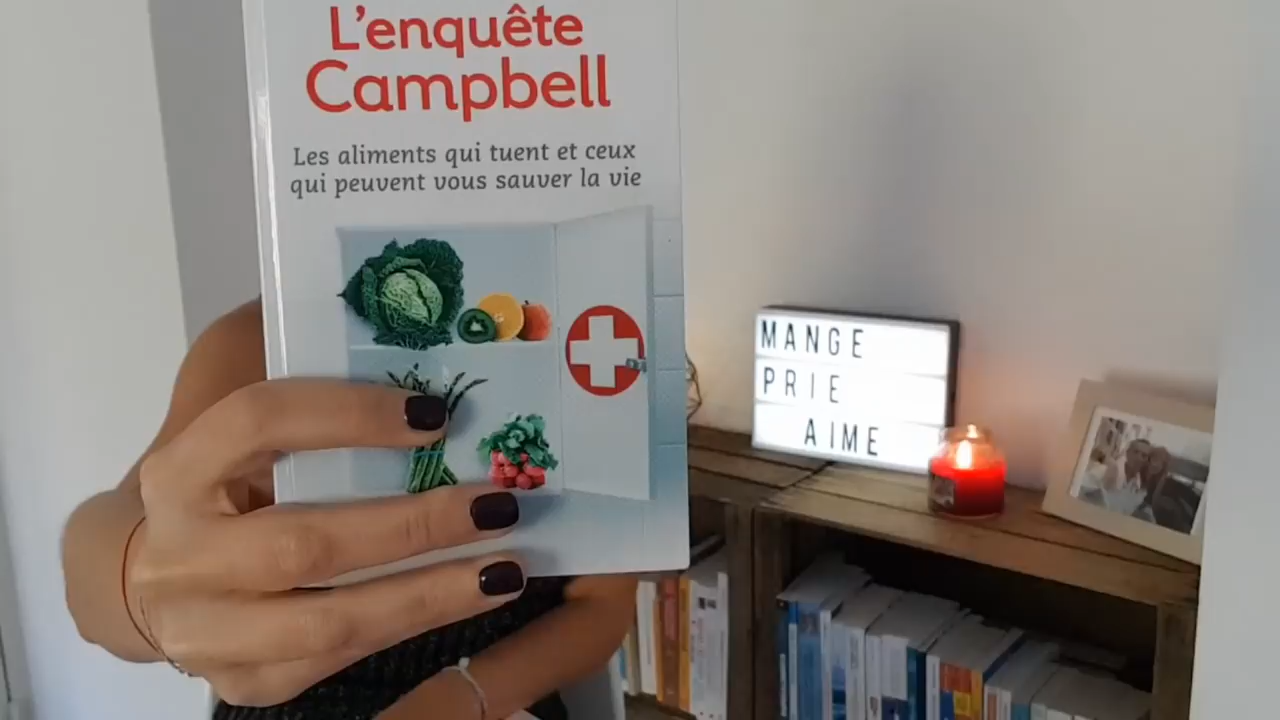 L'enquête
Campbell
Les aliments qui tuent et ceux
qui peuvent vous sauver la vie
MANGE
PRIE
AIME